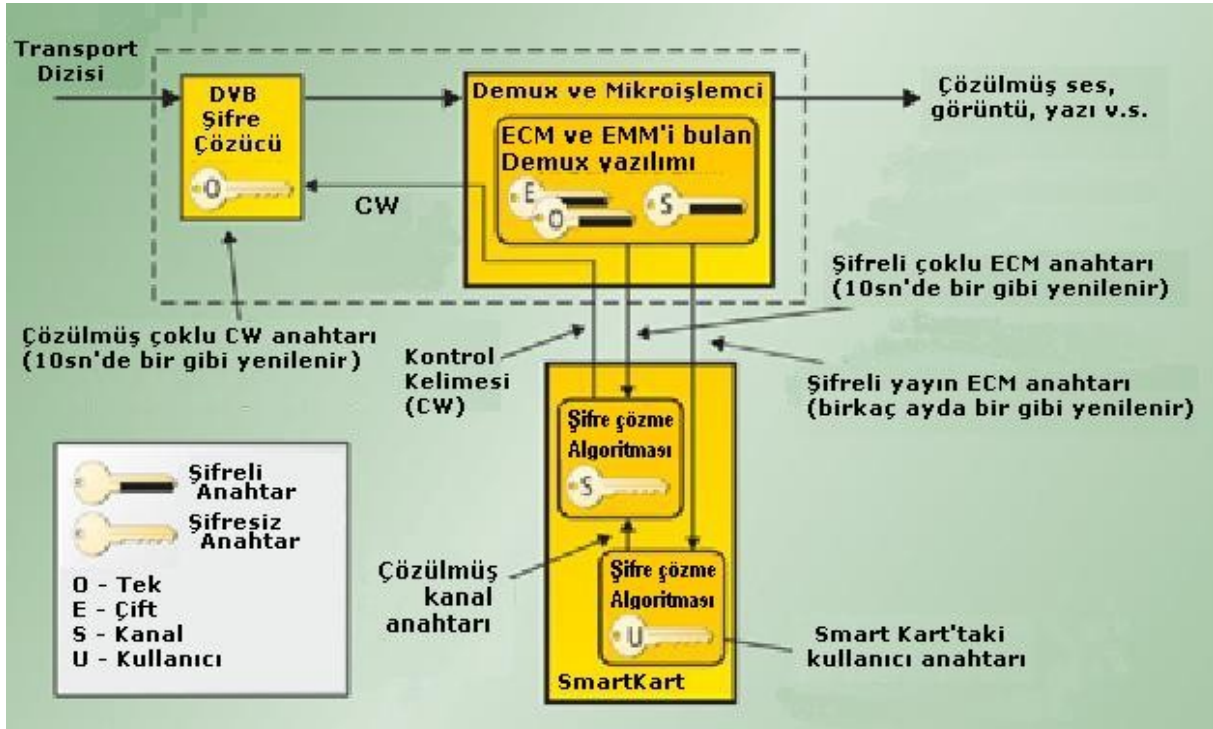 Transport
Dizisi
DVB
Şifre
Çözücü
O
CW
Demux ve Mikroişlemci
ECM ve EMM'i bulan
Demux yazılımı
E
O
S
Çözülmüş ses,
görüntü, yazı v.s.
Şifreli çoklu ECM anahtarı
(10sn'de bir gibi yenilenir)
Çözülmüş çoklu CW anahtarı
(10sn'de bir gibi yenilenir)
Kontrol
Kelimesi
(CW)
Şifreli yayın ECM anahtarı
(birkaç ayda bir gibi yenilenir)
Şifre çözme
Algoritması
S
Çözülmüş
kanal
anahtarı
Şifre çözme
Algoritması
U
SmartKart
Smart Kart'taki
kullanıcı anahtarı
Şifreli
Anahtar
Şifresiz
Anahtar
O - Tek
E - Çift
S - Kanal
U - Kullanıcı